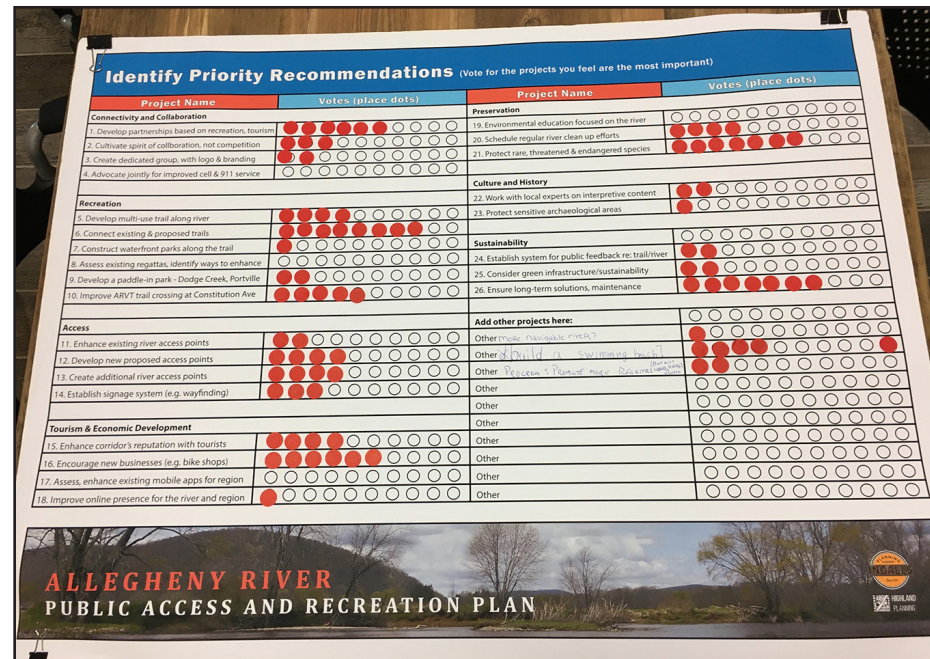 Identify Priority Recommendations (Vote for the projects you feel are the most important)
Project Name
Votes (place dots)
Connectivity and Collaboration
1. Develop partnerships based on recreation, tourism
2. Cultivate spirit of colloboration, not competition
3. Create dedicated group, with logo & branding
4. Advocate jointly for improved cell & 911 service
Recreation
5. Develop multi-use trail along river
6. Connect existing & proposed trails
7. Construct waterfront parks along the trail
8. Assess existing regattas, identify ways to enhance
9. Develop a paddle-in park - Dodge Creek, Portville
10. Improve ARVT trail crossing at Constitution Ave
Access
11. Enhance existing river access points
12. Develop new proposed access points
13. Create additional river access points
14. Establish signage system (e.g. wayfinding)
Tourism & Economic Development
15. Enhance corridor's reputation with tourists
16. Encourage new businesses (e.g. bike shops)
17. Assess, enhance existing mobile apps for region
18. Improve online presence for the river and region
Project Name
Votes (place dots)
Preservation
19. Environmental education focused on the river
20. Schedule regular river clean up efforts
21. Protect rare, threatened & endangered species
Culture and History
22. Work with local experts on interpretive content
23. Protect sensitive archaeological areas
Sustainability
24. Establish system for public feedback re: trail/river
25. Consider green infrastructure/sustainability
26. Ensure long-term solutions, maintenance
Add other projects here:
Other more navigable river?
Other build a swimming beach?
Other Program & Promote more Regattas
Other
Other
Other
Other
Other
Other
ALLEGHENY RIVER
PUBLIC ACCESS AND RECREATION PLAN
PLANNING
INGALLS
HIGHLAND
PLANNING